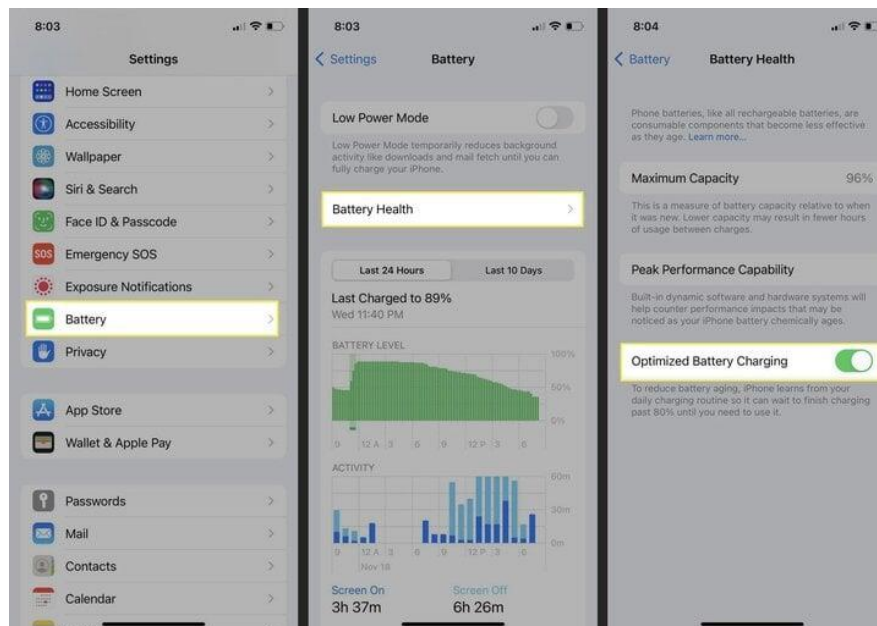 8:03
Settings
Home Screen
Accessibility
Wallpaper
Siri & Search
Face ID & Passcode
SOS Emergency SOS
Exposure Notifications
Battery
Privacy
App Store
Wallet & Apple Pay
Passwords
Mail
Contacts
Calendar
8:03
Settings
Battery
Low Power Mode
Low Power Mode temporarily reduces background
activity like downloads and mail fetch until you can
fully charge your iPhone.
Battery Health
Last 24 Hours
Last 10 Days
Last Charged to 89%
Wed 11:40 PM
BATTERY LEVEL
100%
50%
0%
9 12 A 3 6 9 12 P 3 6
ACTIVITY
60m
30m
0m
9 12 A 3 6 9 12 P 3 6
Nov 18
Screen On
Screen Off
3h 37m
6h 26m
8:04
Battery
Battery Health
Phone batteries, like all rechargeable batteries, are
consumable components that become less effective
as they age. Learn more...
Maximum Capacity
96%
This is a measure of battery capacity relative to when
it was new. Lower capacity may result in fewer hours
of usage between charges.
Peak Performance Capability
Built-in dynamic software and hardware systems will
help counter performance impacts that may be
noticed as your iPhone battery chemically ages.
Optimized Battery Charging
To reduce battery aging, iPhone learns from your
daily charging routine so it can wait to finish charging
past 80% until you need to use it.